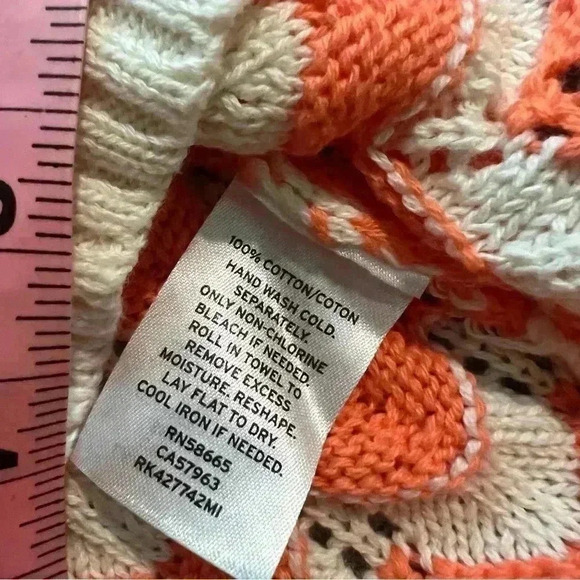 100% COTTON/COTON
HAND WASH COLD.
SEPARATELY.
ONLY NON-CHLORINE
BLEACH IF NEEDED.
ROLL IN TOWEL TO
REMOVE EXCESS
MOISTURE. RESHAPE.
LAY FLAT TO DRY.
COOL IRON IF NEEDED.
RN58665
CA57963
RK427742MI